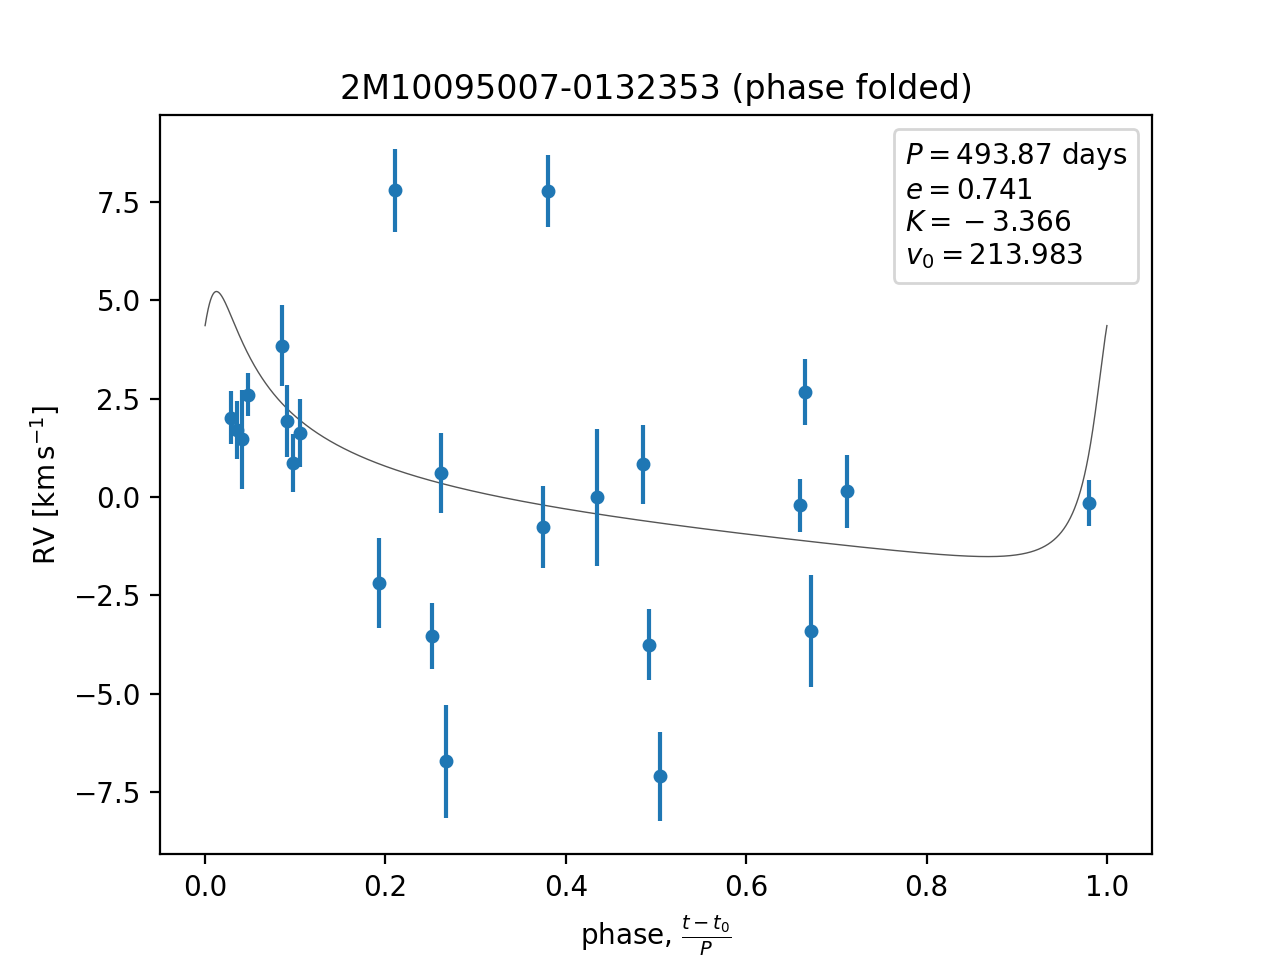 2M10095007-0132353 (phase folded)
P = 493.87 days
e = 0.741
K = −3.366
v₀ = 213.983
7.5
5.0
2.5
0.0
−2.5
−5.0
−7.5
RV [km s⁻¹]
0.0 0.2 0.4 0.6 0.8 1.0
phase, (t − t₀)/P